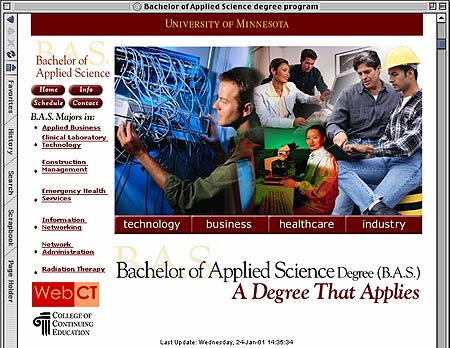 Bachelor of Applied Science degree program
UNIVERSITY OF MINNESOTA
B.A.S.
Bachelor of
Applied Science
Home Info
Schedule Contact
B.A.S. Majors in:
Applied Business
Clinical Laboratory
Technology
Construction
Management
Emergency Health
Services
Information
Networking
Network
Administration
Radiation Therapy
WebCT
COLLEGE OF
CONTINUING
EDUCATION
Favorites
History
Search
Scrapbook
Page Holder
technology business healthcare industry
B.A.S.
Bachelor of Applied Science Degree (B.A.S.)
A Degree That Applies
Last Update: Wednesday, 24-Jan-01 14:35:34